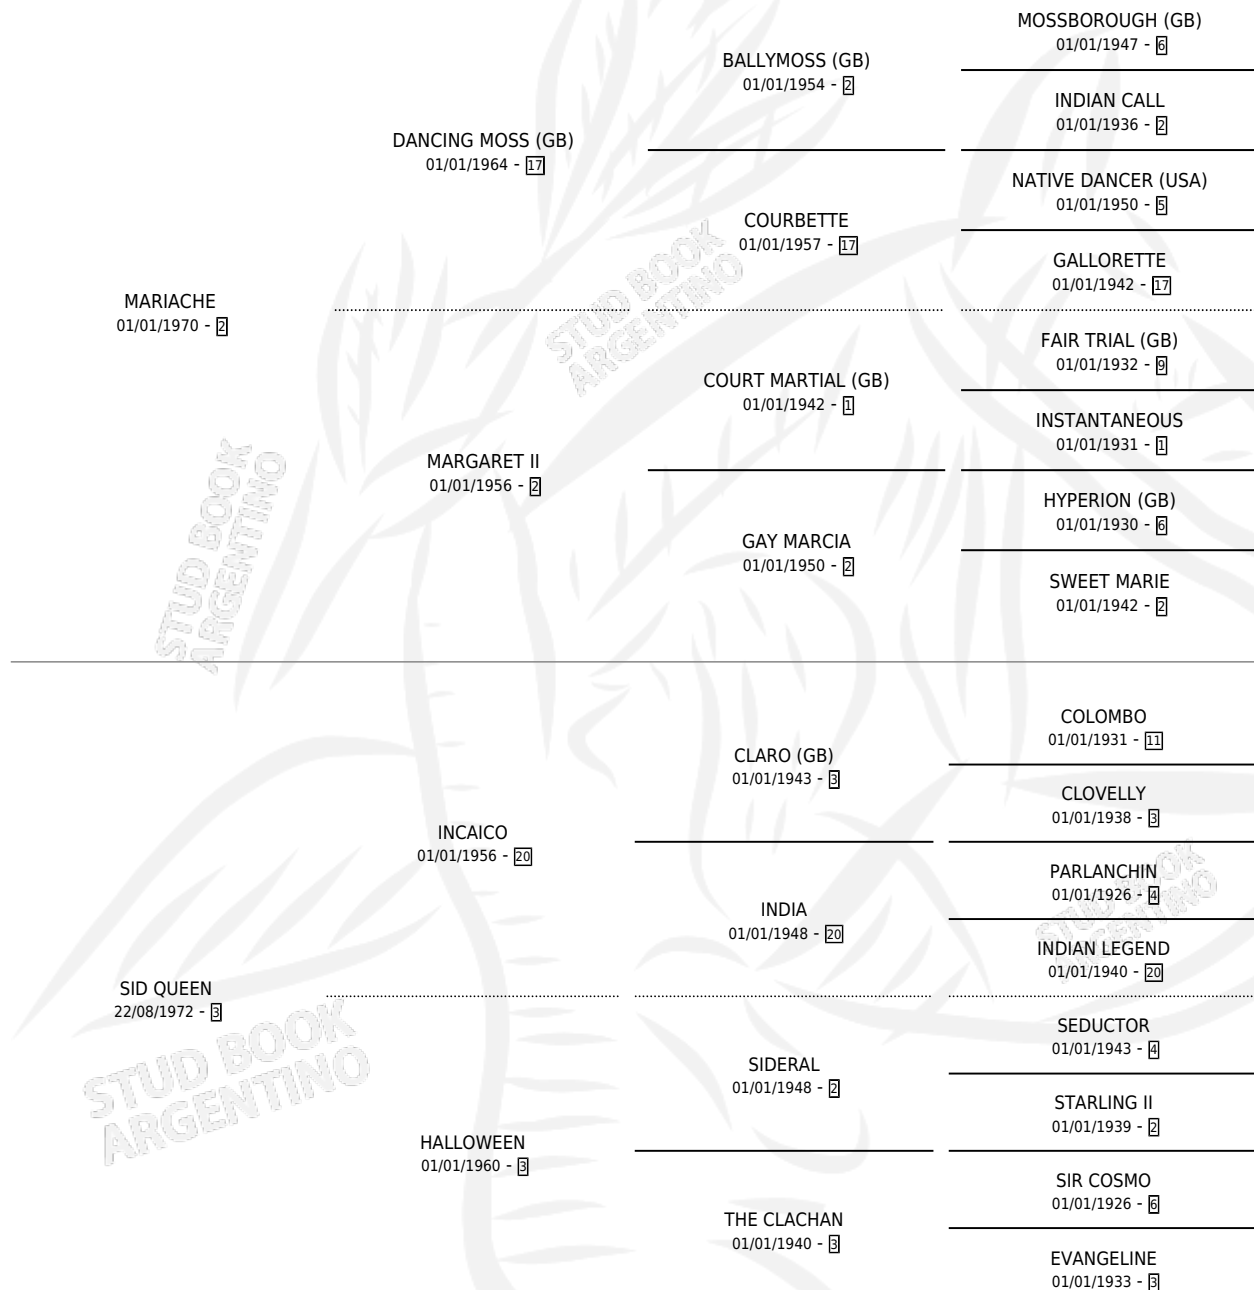 MOSSBOROUGH (GB)
01/01/1947 - 6
BALLYMOSS (GB)
01/01/1954 - 2
INDIAN CALL
01/01/1936 - 2
DANCING MOSS (GB)
01/01/1964 - 17
NATIVE DANCER (USA)
01/01/1950 - 5
COURBETTE
01/01/1957 - 17
GALLORETTE
01/01/1942 - 17
MARIACHE
01/01/1970 - 2
FAIR TRIAL (GB)
01/01/1932 - 9
COURT MARTIAL (GB)
01/01/1942 - 1
INSTANTANEOUS
01/01/1931 - 1
MARGARET II
01/01/1956 - 2
HYPERION (GB)
01/01/1930 - 6
GAY MARCIA
01/01/1950 - 2
SWEET MARIE
01/01/1942 - 2
COLOMBO
01/01/1931 - 11
CLARO (GB)
01/01/1943 - 3
CLOVELLY
01/01/1938 - 3
INCAICO
01/01/1956 - 20
PARLANCHIN
01/01/1926 - 4
INDIA
01/01/1948 - 20
INDIAN LEGEND
01/01/1940 - 20
SID QUEEN
22/08/1972 - 3
SEDUCTOR
01/01/1943 - 4
SIDERAL
01/01/1948 - 2
STARLING II
01/01/1939 - 2
HALLOWEEN
01/01/1960 - 3
SIR COSMO
01/01/1926 - 6
THE CLACHAN
01/01/1940 - 3
EVANGELINE
01/01/1933 - 3
STUD BOOK
ARGENTINO
STUD BOOK
ARGENTINO
STUD BOOK
ARGENTINO
STUD BOOK
ARGENTINO